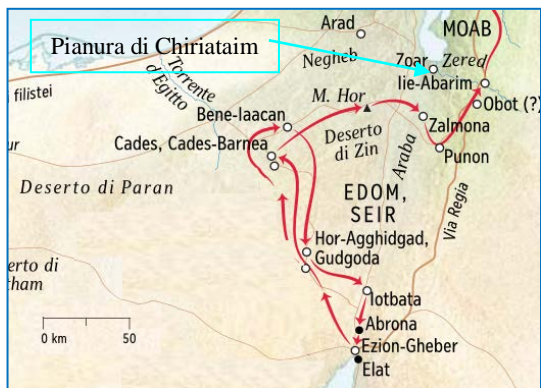 Arad
MOAB
Pianura di Chiriataim
Negheb
Zoar
Zered
Torrente
d'Egitto
Iie-Abarim
i filistei
M. Hor
Obot (?)
Bene-Iaacan
Zalmona
Cades, Cades-Barnea
Deserto
di Zin
Punon
ur
Araba
Deserto di Paran
EDOM,
SEIR
Via Regia
Hor-Agghidgad,
Gudgoda
erto di
tham
Iotbata
0 km 50
Abrona
Ezion-Gheber
Elat